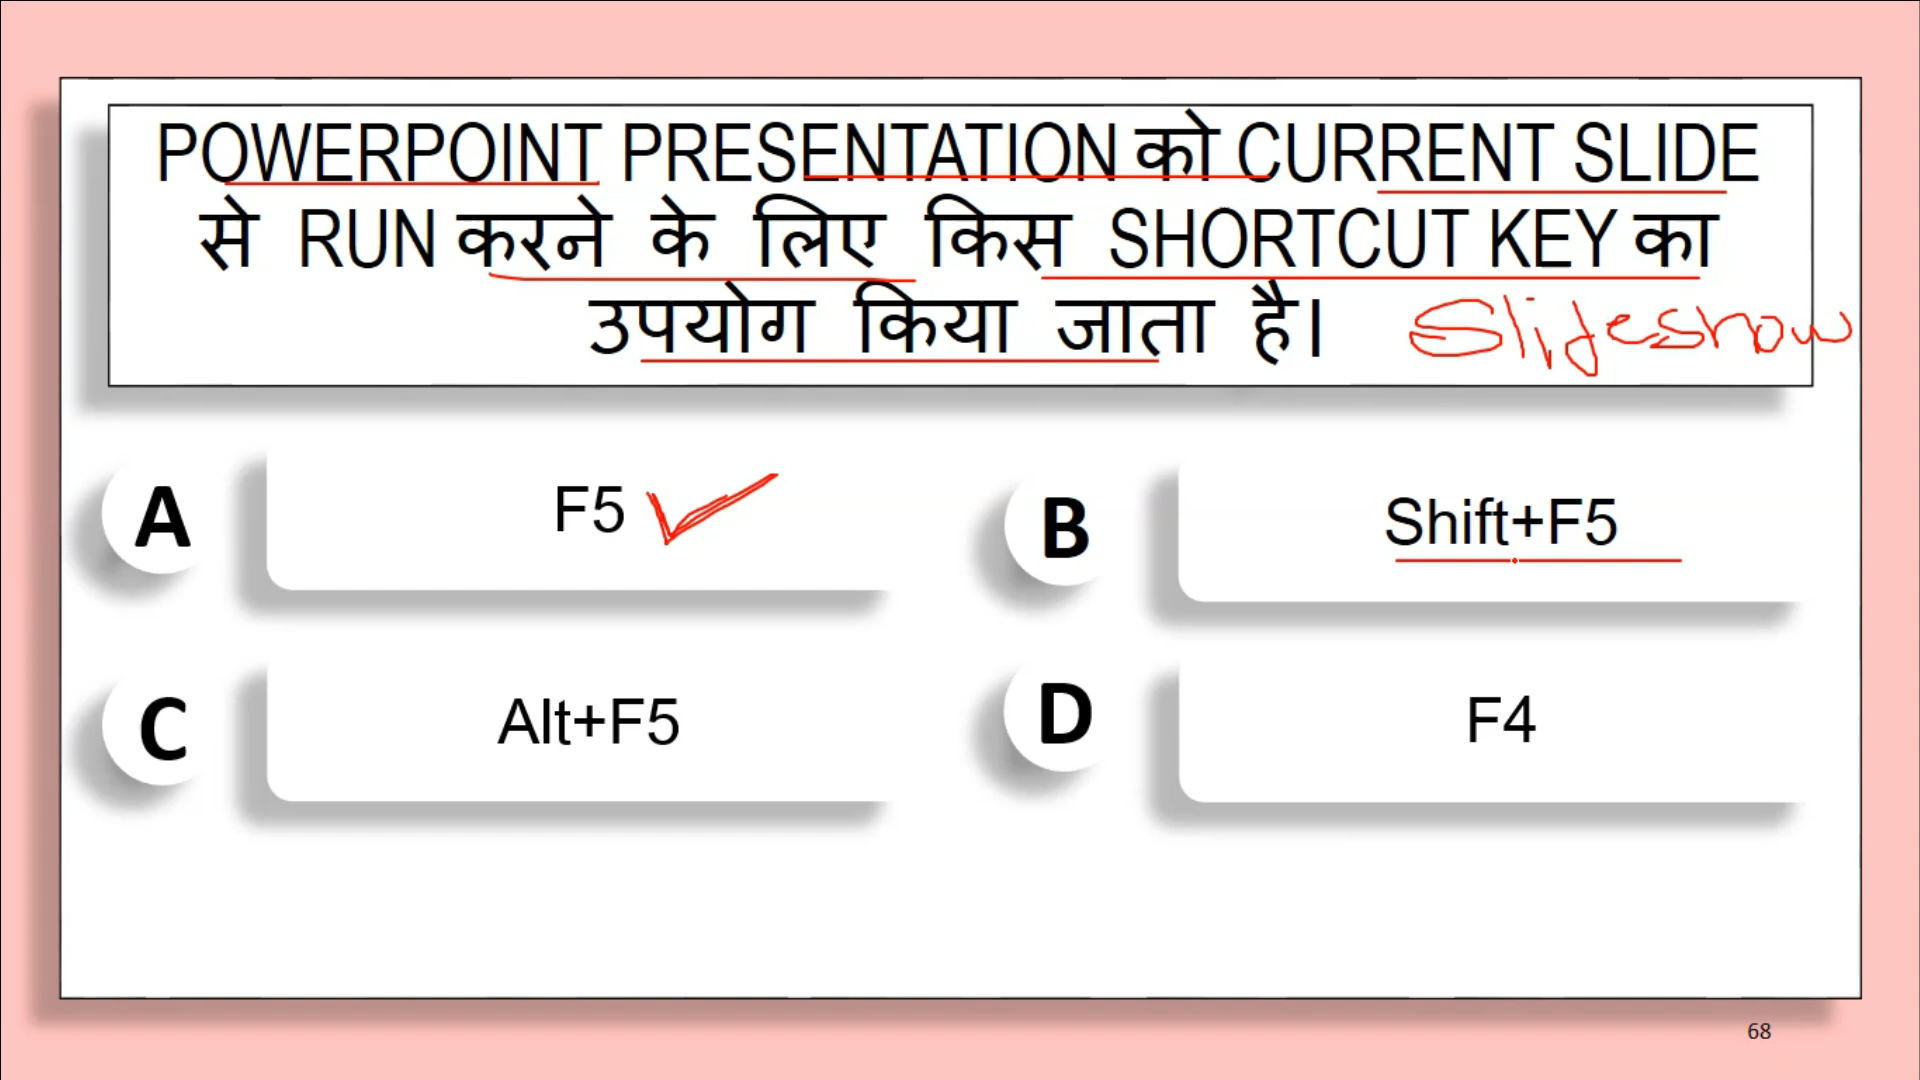 POWERPOINT PRESENTATION को CURRENT SLIDE
से RUN करने के लिए किस SHORTCUT KEY का
उपयोग किया जाता है।
Slideshow
A F5
B Shift+F5
C Alt+F5
D F4
68